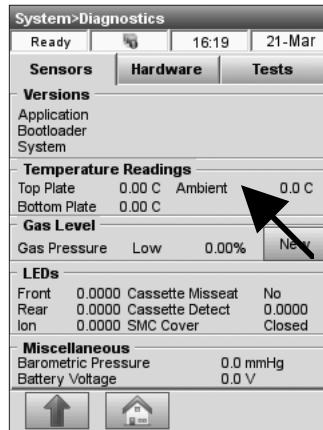 System>Diagnostics
Ready 16:19 21-Mar
Sensors Hardware Tests
Versions
Application
Bootloader
System
Temperature Readings
Top Plate 0.00 C Ambient 0.0 C
Bottom Plate 0.00 C
Gas Level
Gas Pressure Low 0.00% New
LEDs
Front 0.0000 Cassette Misseat No
Rear 0.0000 Cassette Detect 0.0000
Ion 0.0000 SMC Cover Closed
Miscellaneous
Barometric Pressure 0.0 mmHg
Battery Voltage 0.0 V